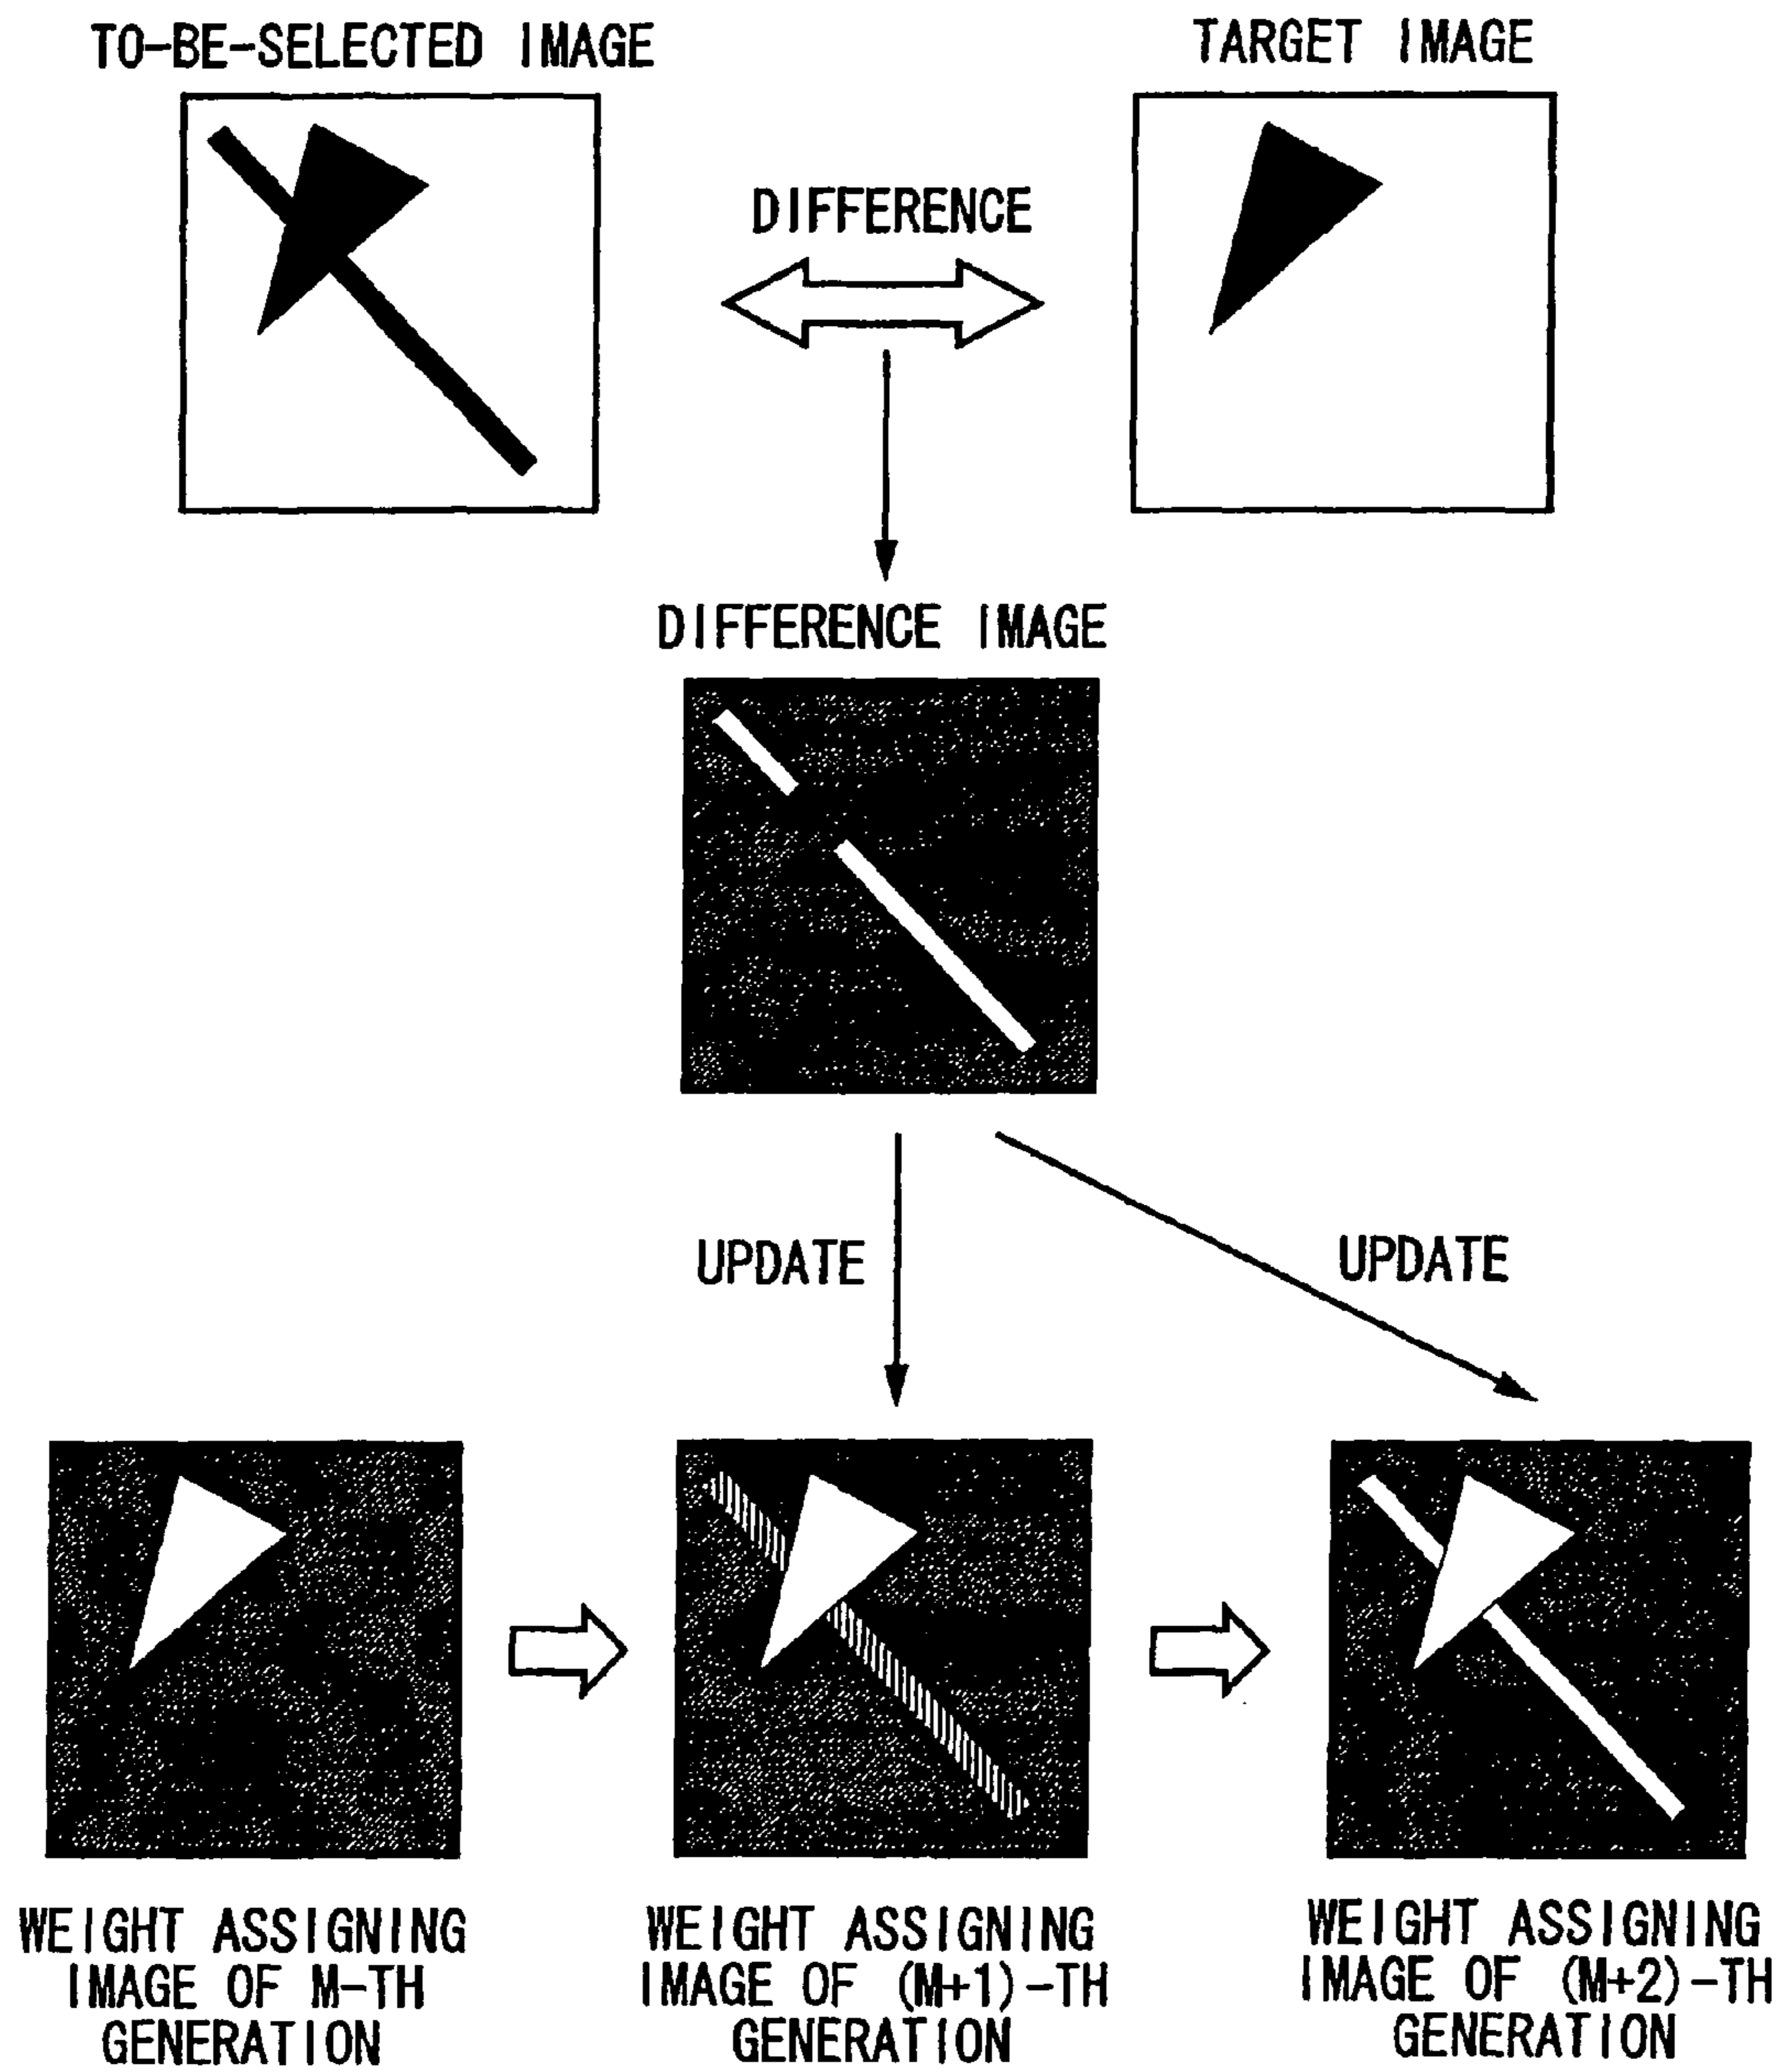 TO-BE-SELECTED IMAGE
TARGET IMAGE
DIFFERENCE
DIFFERENCE IMAGE
UPDATE
UPDATE
WEIGHT ASSIGNING
IMAGE OF M-TH
GENERATION
WEIGHT ASSIGNING
IMAGE OF (M+1)-TH
GENERATION
WEIGHT ASSIGNING
IMAGE OF (M+2)-TH
GENERATION